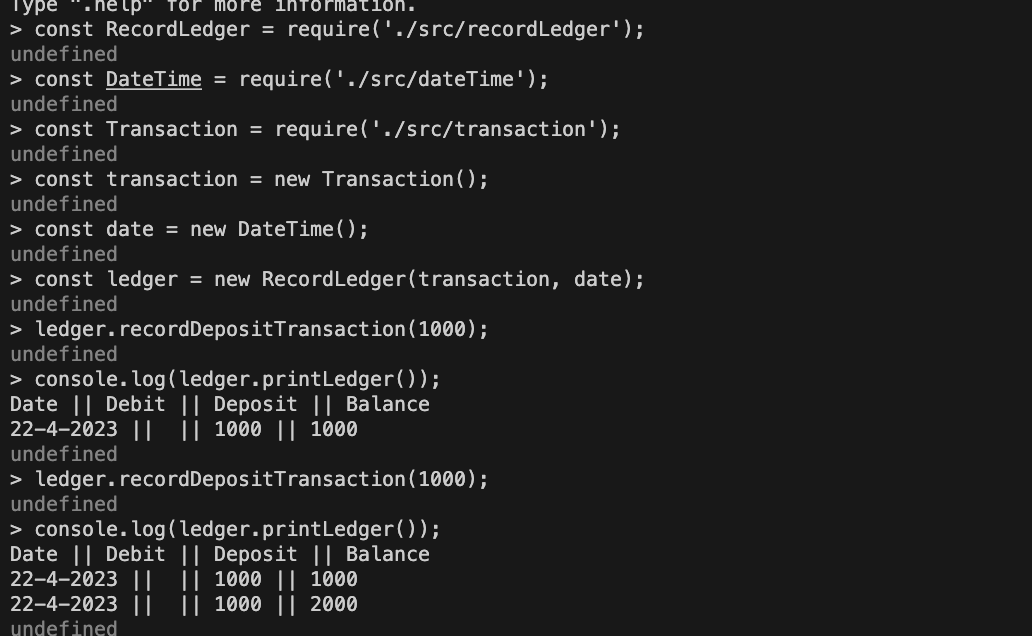 Type ".help" for more information.
> const RecordLedger = require('./src/recordLedger');
undefined
> const DateTime = require('./src/dateTime');
undefined
> const Transaction = require('./src/transaction');
undefined
> const transaction = new Transaction();
undefined
> const date = new DateTime();
undefined
> const ledger = new RecordLedger(transaction, date);
undefined
> ledger.recordDepositTransaction(1000);
undefined
> console.log(ledger.printLedger());
Date || Debit || Deposit || Balance
22-4-2023 ||  || 1000 || 1000
undefined
> ledger.recordDepositTransaction(1000);
undefined
> console.log(ledger.printLedger());
Date || Debit || Deposit || Balance
22-4-2023 ||  || 1000 || 1000
22-4-2023 ||  || 1000 || 2000
undefined